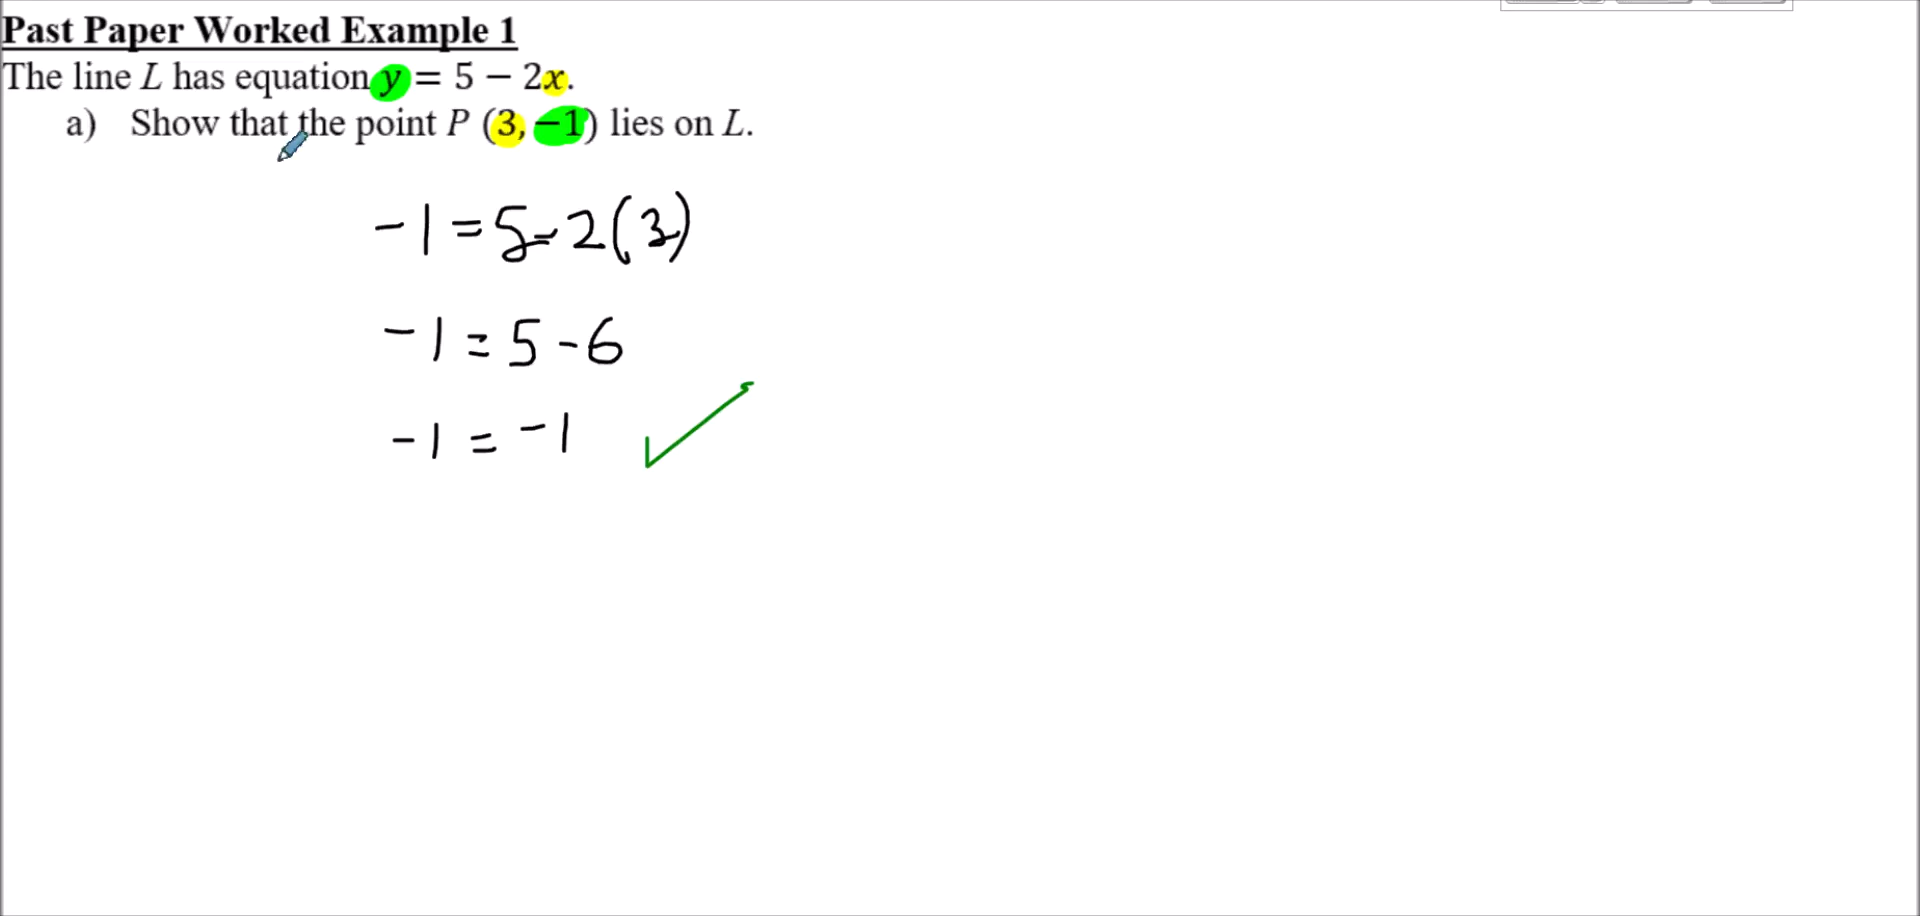 Past Paper Worked Example 1
The line L has equation y = 5 − 2x.
a) Show that the point P (3, −1) lies on L.
-1 = 5 - 2(3)
-1 = 5 - 6
-1 = -1